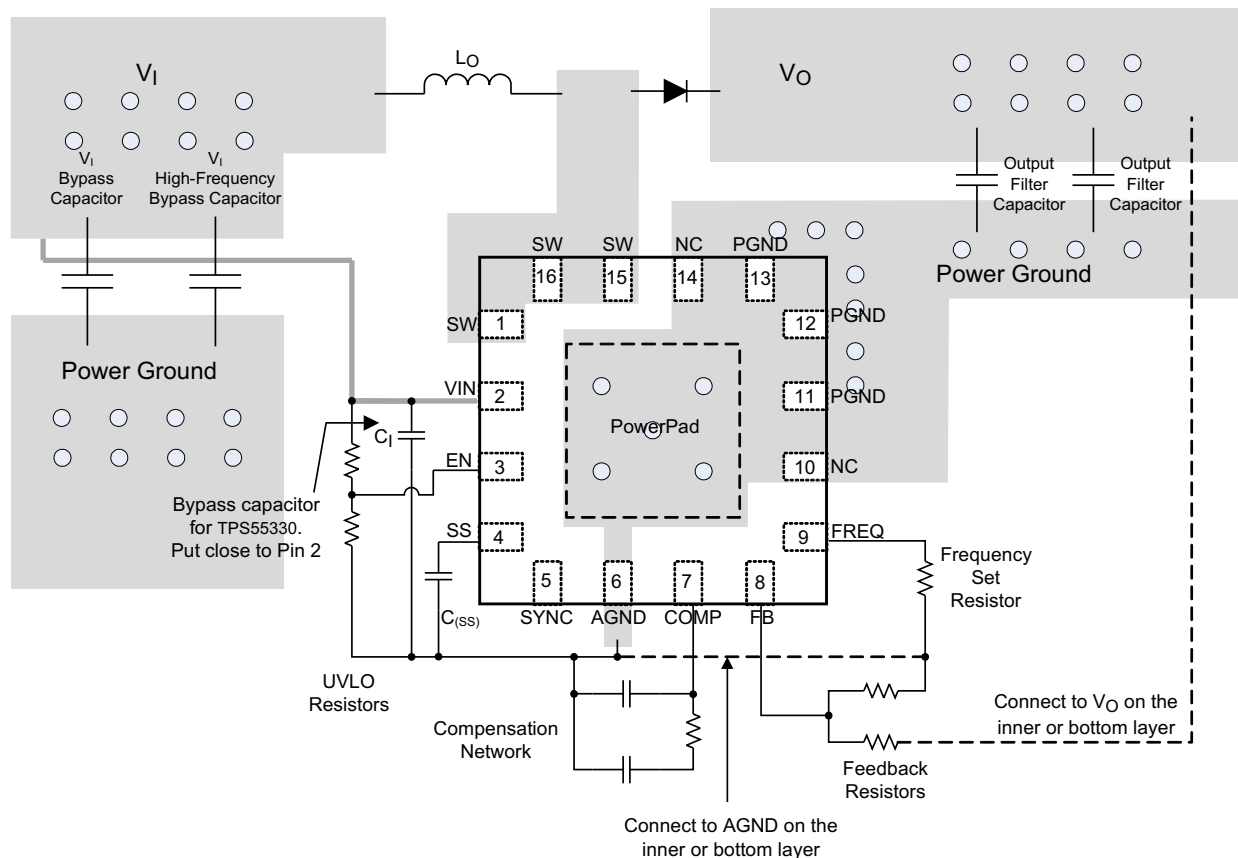 VI
LO
VO
VI
Bypass
Capacitor
VI
High-Frequency
Bypass Capacitor
Output
Filter
Capacitor
Output
Filter
Capacitor
Power Ground
Power Ground
SW
SW
NC
PGND
16
15
14
13
SW
1
12
PGND
VIN
2
11
PGND
PowerPad
CI
EN
3
10
NC
Bypass capacitor
for TPS55330.
Put close to Pin 2
SS
4
9
FREQ
Frequency
Set
Resistor
5
6
7
8
C(SS)
SYNC
AGND
COMP
FB
UVLO
Resistors
Compensation
Network
Connect to VO on the
inner or bottom layer
Feedback
Resistors
Connect to AGND on the
inner or bottom layer